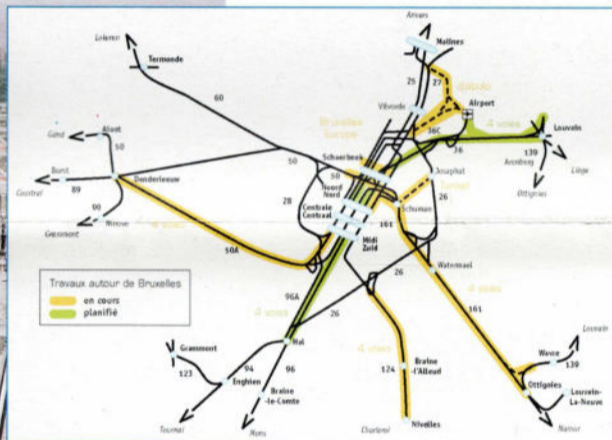 Anvers
Malines
Lokeren
Termonde
diabolo
25
27
60
Vilvorde
Airport
4 voies
Bruxelles
Europe
36C
Louvain
Gand
Alost
Schaerbeek
36
50
139
50
50
Aerenberg
Liège
Noord
Nord
Josaphat
Burst
Denderleeuw
Tunnel
Ottignies
Courtrai
89
28
26
Centrale
Centraal
Schuman
90
Ninove
4 voies
161
Grammont
Midi
Zuid
50A
26
Watermael
Travaux autour de Bruxelles
en cours
planifié
96A
4 voies
4 voies
26
161
4 voies
Louvain
Hal
Grammont
Wavre
94
Braine
-l'Alleud
139
123
96
124
Enghien
Braine
-le-Comte
Ottignies
Louvain-
La-Neuve
Nivelles
Tournai
Mons
Charleroi
Namur